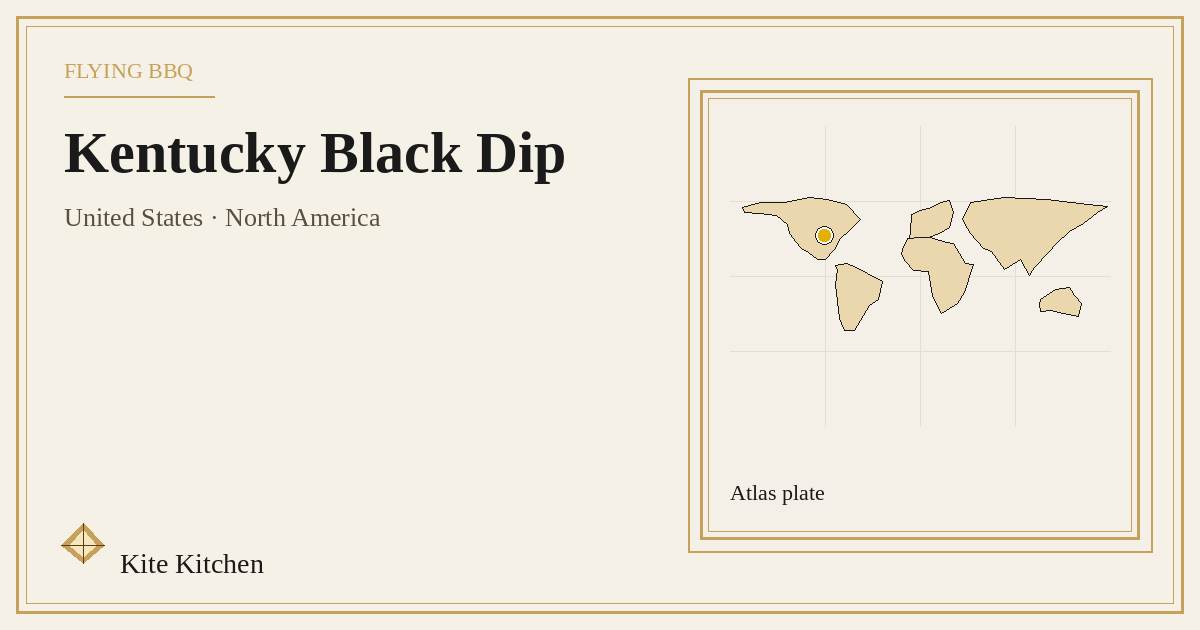 FLYING BBQ
Kentucky Black Dip
United States · North America
Atlas plate
Kite Kitchen